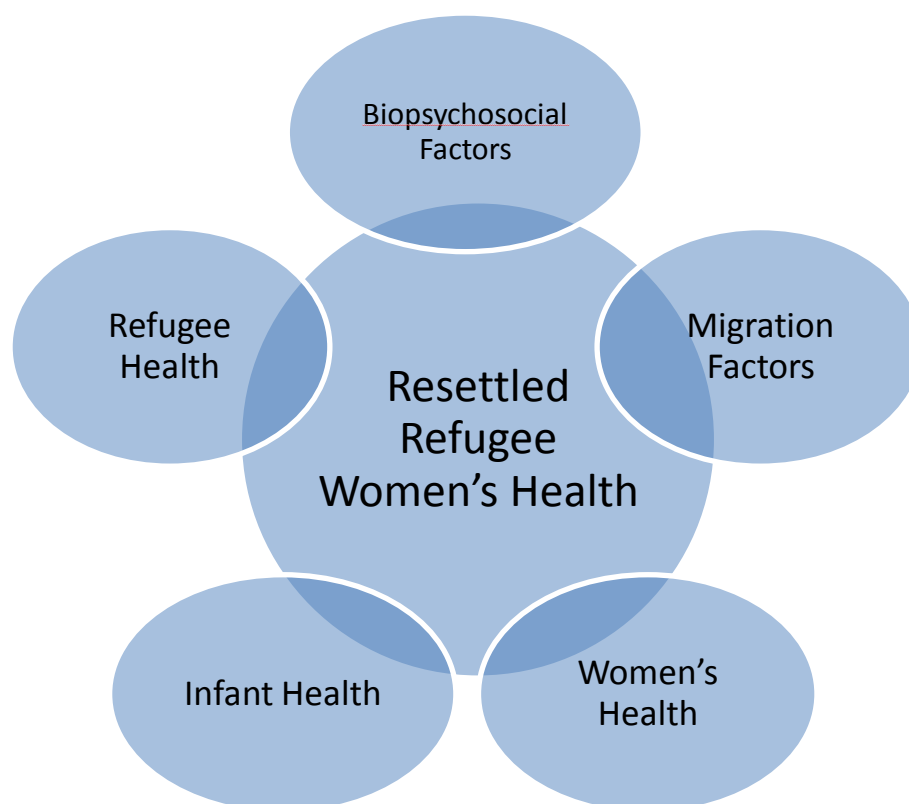 Biopsychosocial
Factors
Refugee
Health
Migration
Factors
Resettled
Refugee
Women’s Health
Infant Health
Women’s
Health